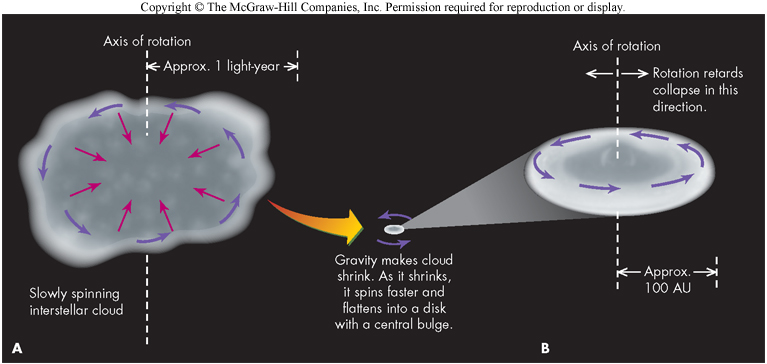 Copyright © The McGraw-Hill Companies, Inc. Permission required for reproduction or display.
Axis of rotation
Approx. 1 light-year
Slowly spinning
interstellar cloud
A
Gravity makes cloud
shrink. As it shrinks,
it spins faster and
flattens into a disk
with a central bulge.
Axis of rotation
Rotation retards
collapse in this
direction.
Approx.
100 AU
B